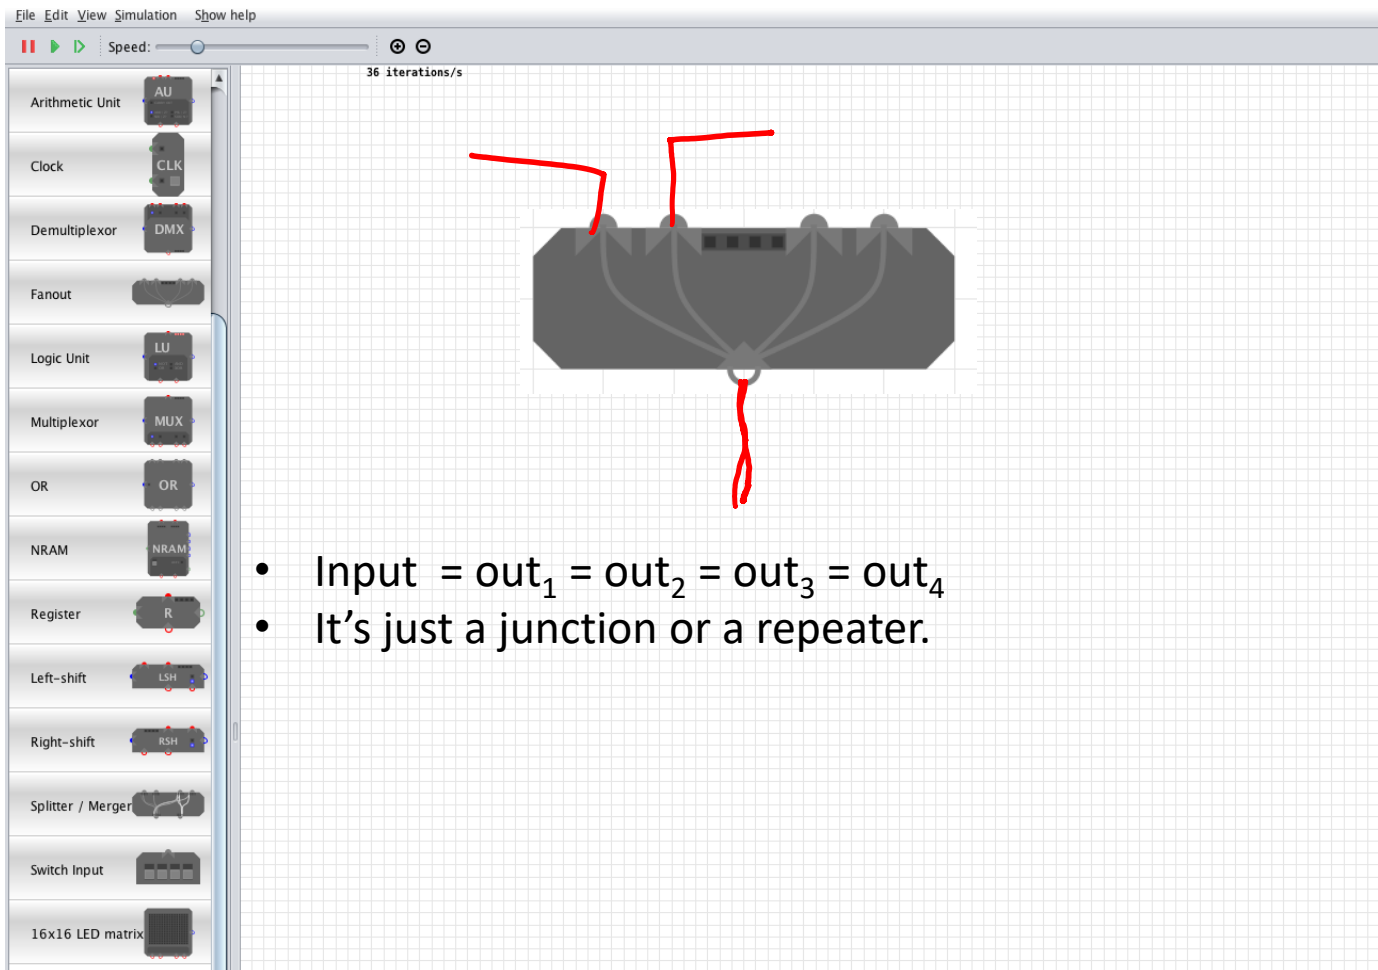 File Edit View Simulation Show help
Speed:
36 iterations/s
Arithmetic Unit AU
Clock CLK
Demultiplexor DMX
Fanout
Logic Unit LU
Multiplexor MUX
OR OR
NRAM NRAM
Register R
Left-shift LSH
Right-shift RSH
Splitter / Merger
Switch Input
16x16 LED matrix
• Input = out₁ = out₂ = out₃ = out₄
• It’s just a junction or a repeater.